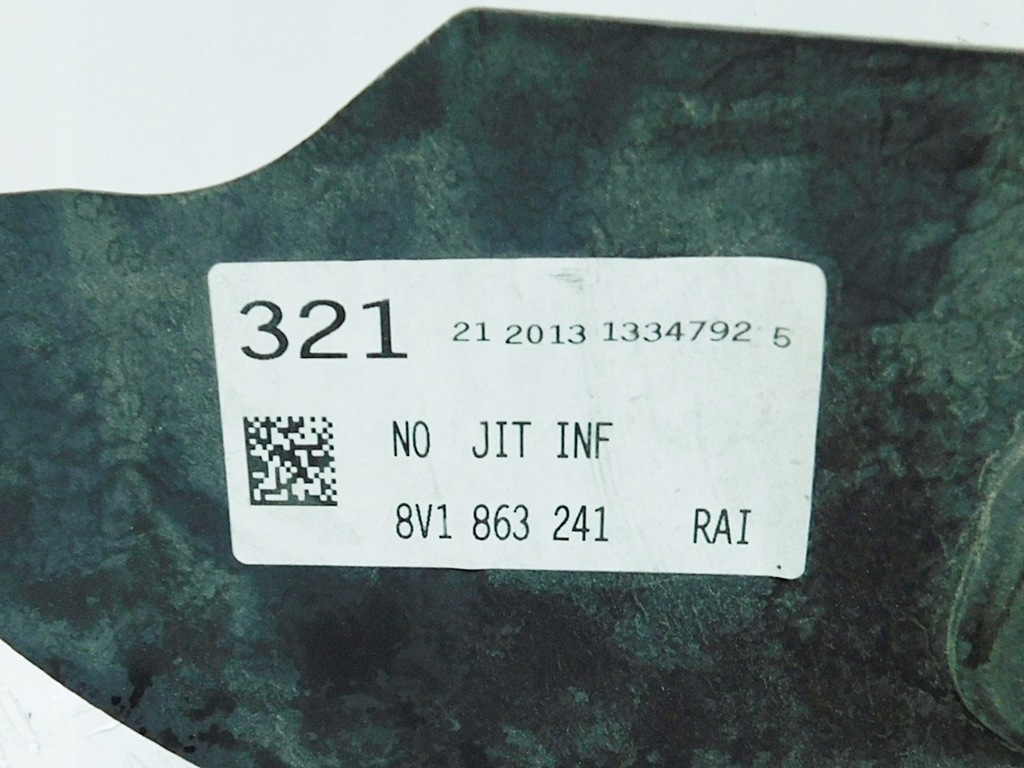 321 21 2013 1334792 5
NO JIT INF
8V1 863 241 RAI